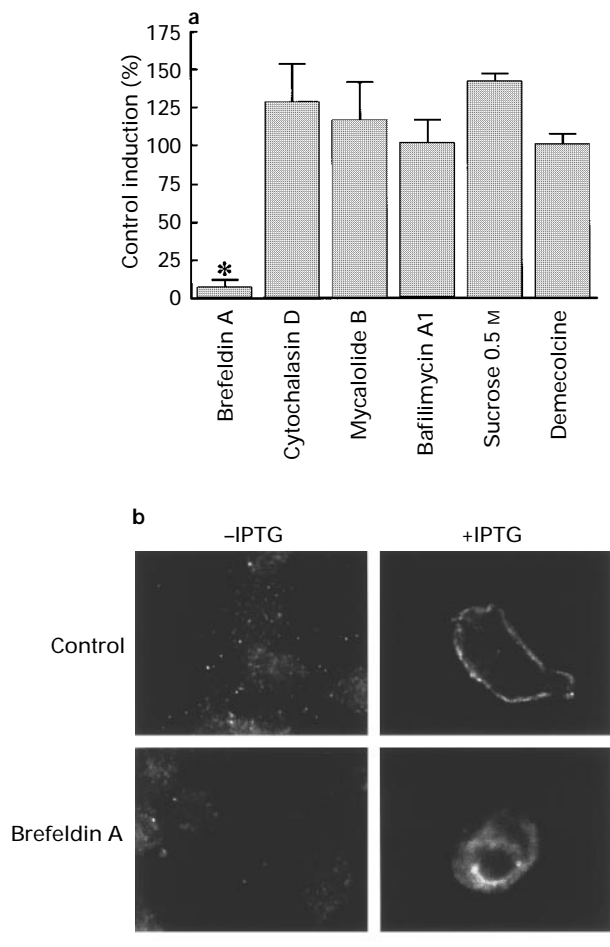 a
Control induction (%)
175
150
125
100
75
50
25
0
*
Brefeldin A
Cytochalasin D
Mycalolide B
Bafilimycin A1
Sucrose 0.5 M
Demecolcine
b
–IPTG
+IPTG
Control
Brefeldin A